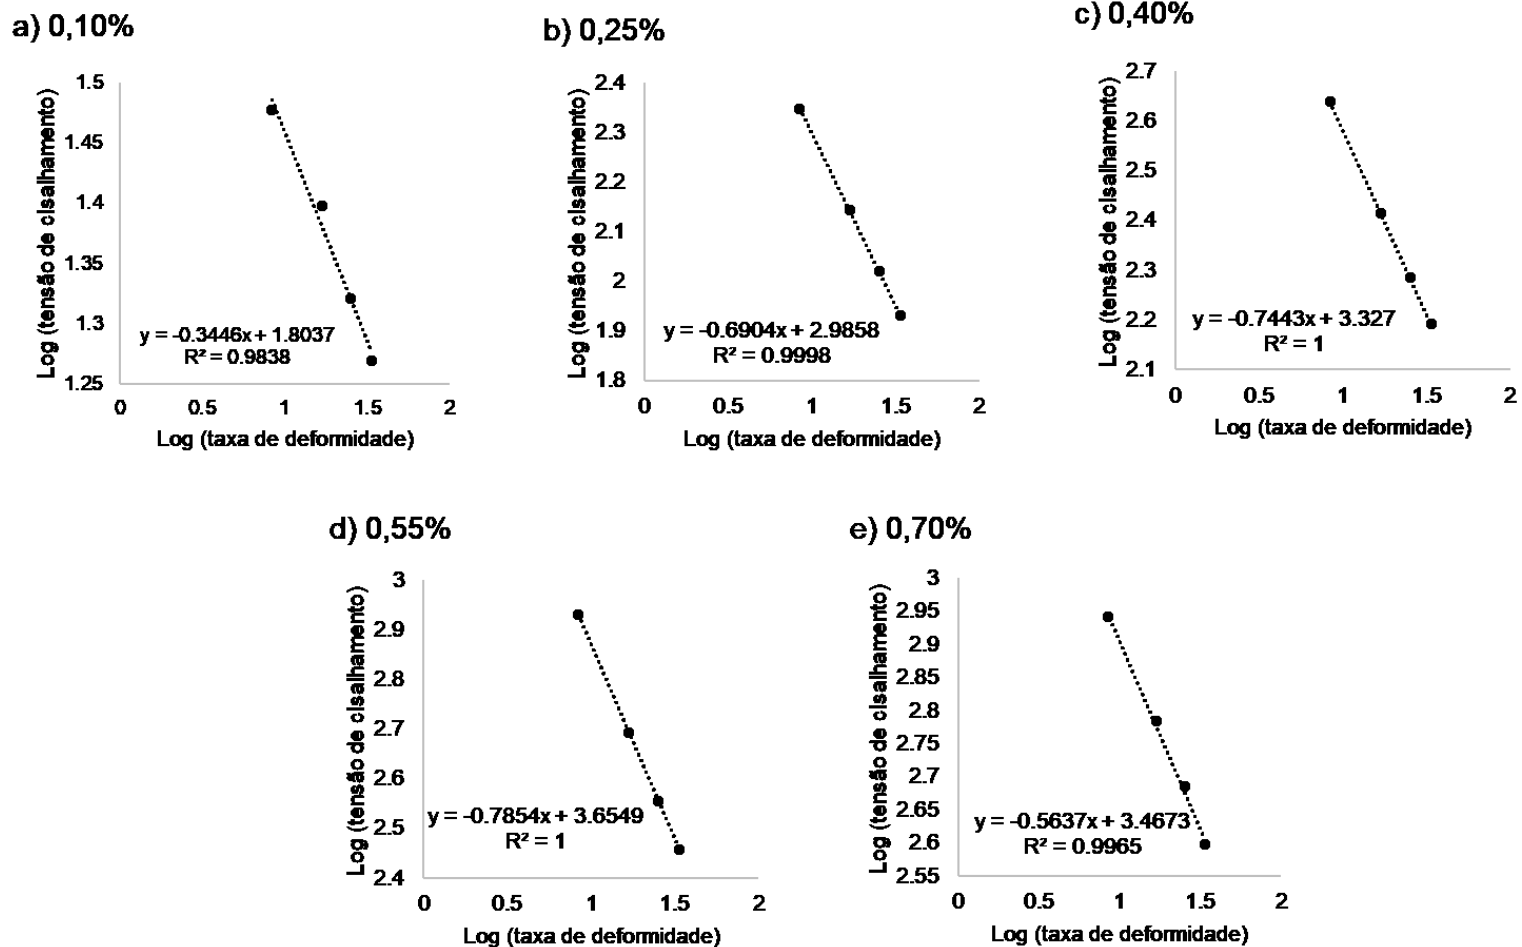 a) 0,10%
Log (tensão de cisalhamento)
1.5
1.45
1.4
1.35
1.3
1.25
y = -0.3446x + 1.8037
R² = 0.9838
0 0.5 1 1.5 2
Log (taxa de deformidade)
b) 0,25%
Log (tensão de cisalhamento)
2.4
2.3
2.2
2.1
2
1.9
1.8
y = -0.6904x + 2.9858
R² = 0.9998
0 0.5 1 1.5 2
Log (taxa de deformidade)
c) 0,40%
Log (tensão de cisalhamento)
2.7
2.6
2.5
2.4
2.3
2.2
2.1
y = -0.7443x + 3.327
R² = 1
0 0.5 1 1.5 2
Log (taxa de deformidade)
d) 0,55%
Log (tensão de cisalhamento)
3
2.9
2.8
2.7
2.6
2.5
2.4
y = -0.7854x + 3.6549
R² = 1
0 0.5 1 1.5 2
Log (taxa de deformidade)
e) 0,70%
Log (tensão de cisalhamento)
3
2.95
2.9
2.85
2.8
2.75
2.7
2.65
2.6
2.55
y = -0.5637x + 3.4673
R² = 0.9965
0 0.5 1 1.5 2
Log (taxa de deformidade)